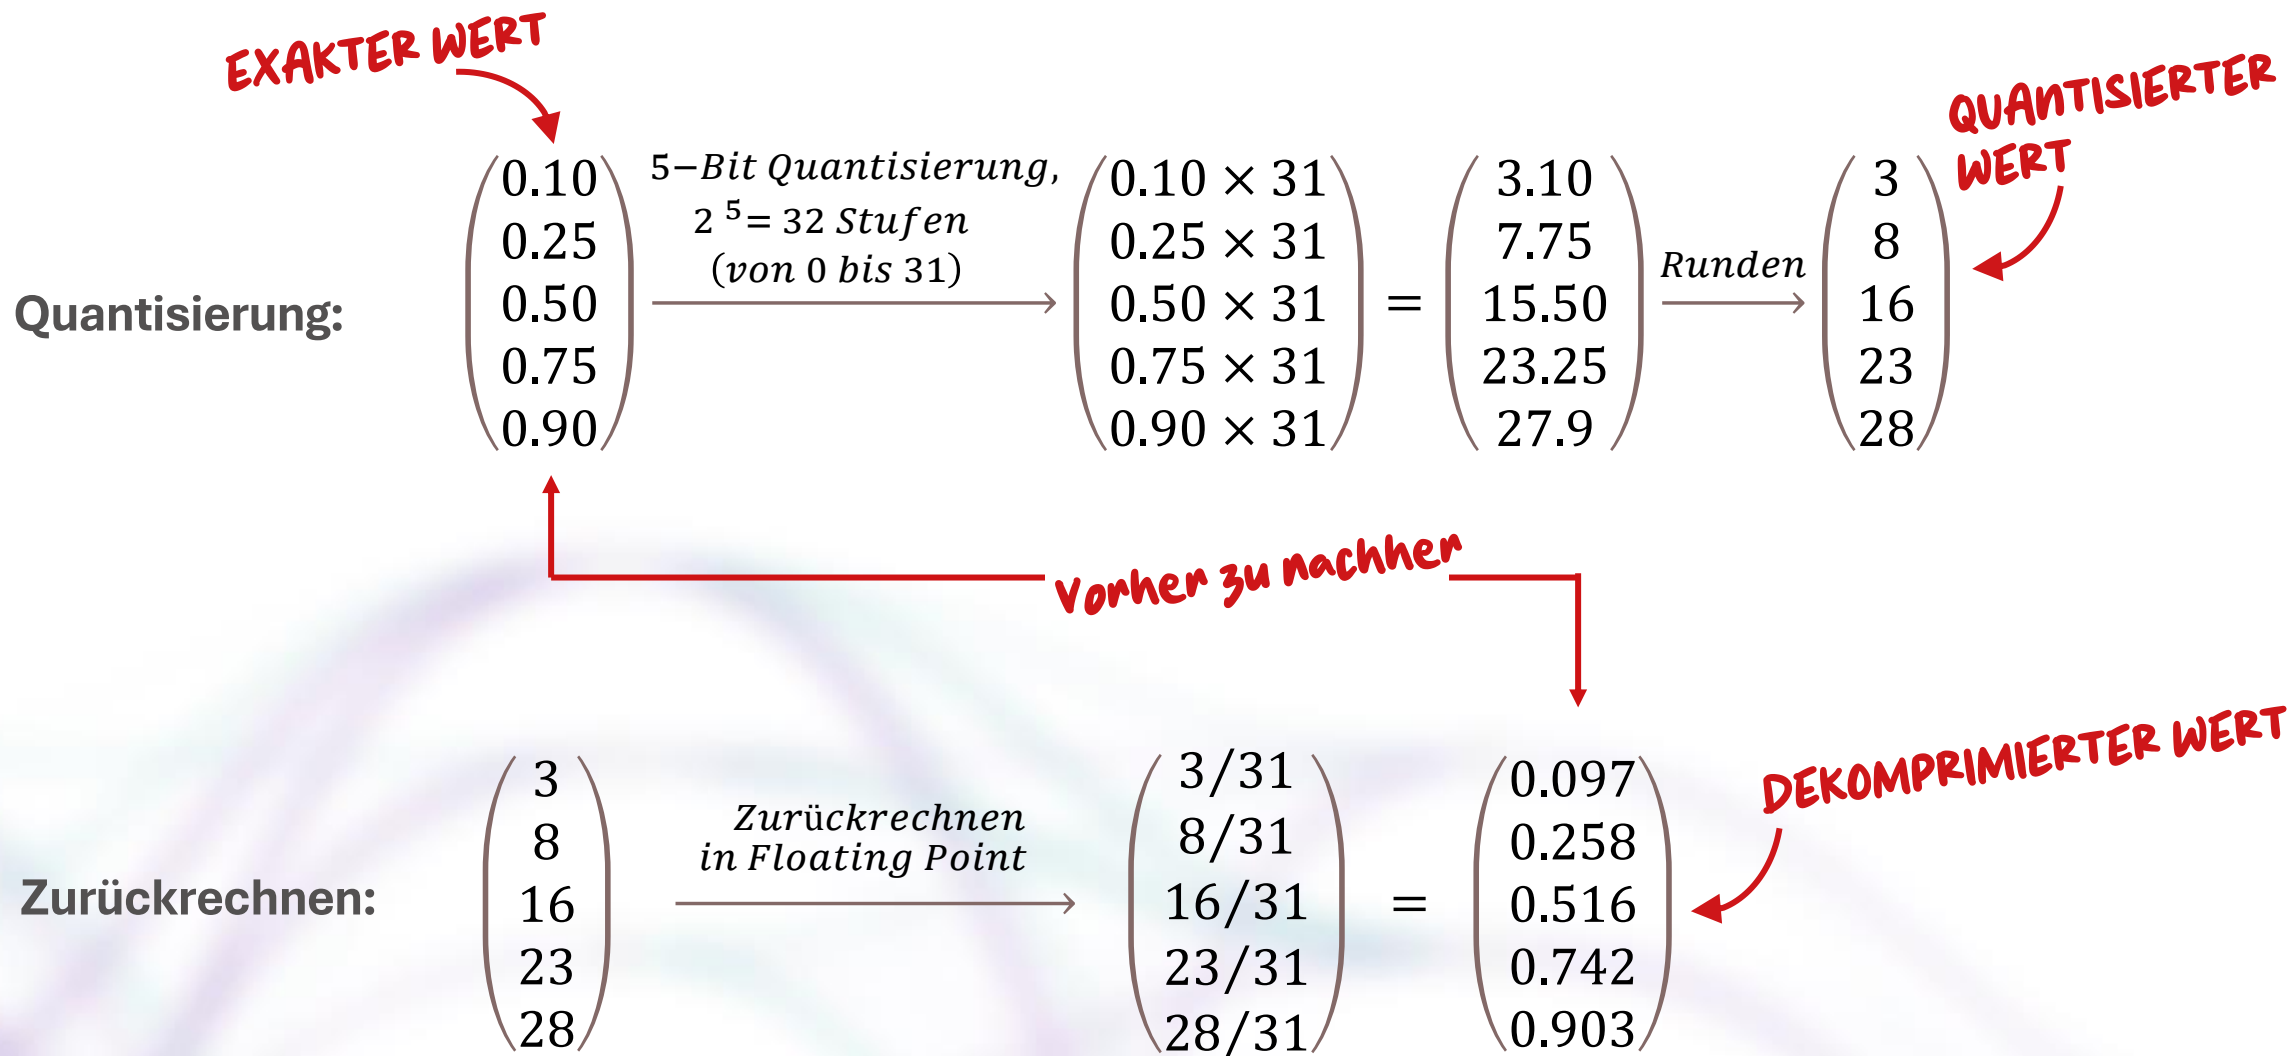 EXAKTER WERT
QUANTISIERTER
WERT
Quantisierung:
0.10
0.25
0.50
0.75
0.90
5−Bit Quantisierung,
2 ⁵= 32 Stufen
(von 0 bis 31)
0.10 × 31
0.25 × 31
0.50 × 31
0.75 × 31
0.90 × 31
=
3.10
7.75
15.50
23.25
27.9
Runden
3
8
16
23
28
Vorher zu nachher
DEKOMPRIMIERTER WERT
Zurückrechnen:
3
8
16
23
28
Zurückrechnen
in Floating Point
3/31
8/31
16/31
23/31
28/31
=
0.097
0.258
0.516
0.742
0.903